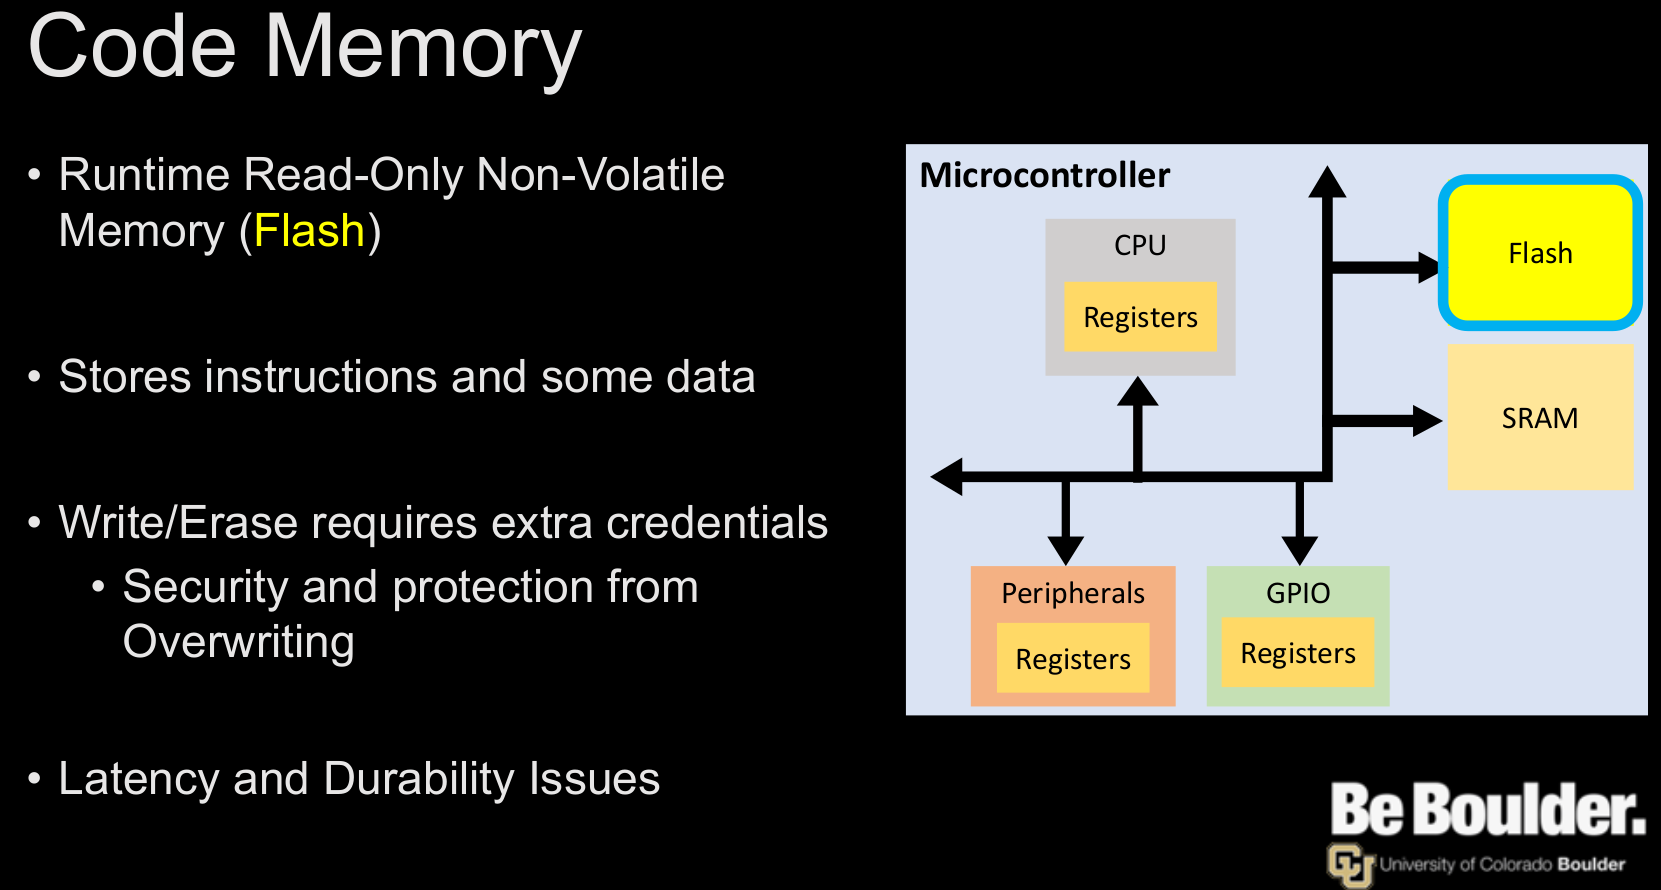 Code Memory
• Runtime Read-Only Non-Volatile
Memory (Flash)
• Stores instructions and some data
• Write/Erase requires extra credentials
• Security and protection from
Overwriting
• Latency and Durability Issues
Microcontroller
CPU
Registers
Flash
SRAM
Peripherals
Registers
GPIO
Registers
Be Boulder.
CU University of Colorado Boulder